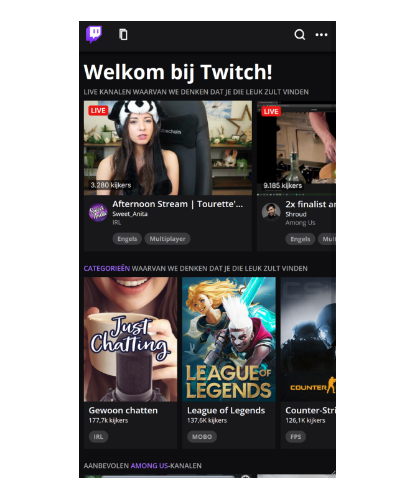 Welkom bij Twitch!
LIVE KANALEN WAARVAN WE DENKEN DAT JE DIE LEUK ZULT VINDEN
LIVE
3.280 kijkers
Afternoon Stream | Tourette'...
Sweet_Anita
IRL
Engels
Multiplayer
LIVE
9.185 kijkers
2x finalist an
Shroud
Among Us
Engels
Mult
CATEGORIEËN WAARVAN WE DENKEN DAT JE DIE LEUK ZULT VINDEN
Just
Chatting
Gewoon chatten
177,7k kijkers
IRL
LEAGUE OF
LEGENDS
League of Legends
137,6K kijkers
MOBO
COUNTER
Counter-Stri
126,1K kijkers
FPS
AANBEVOLEN AMONG US-KANALEN